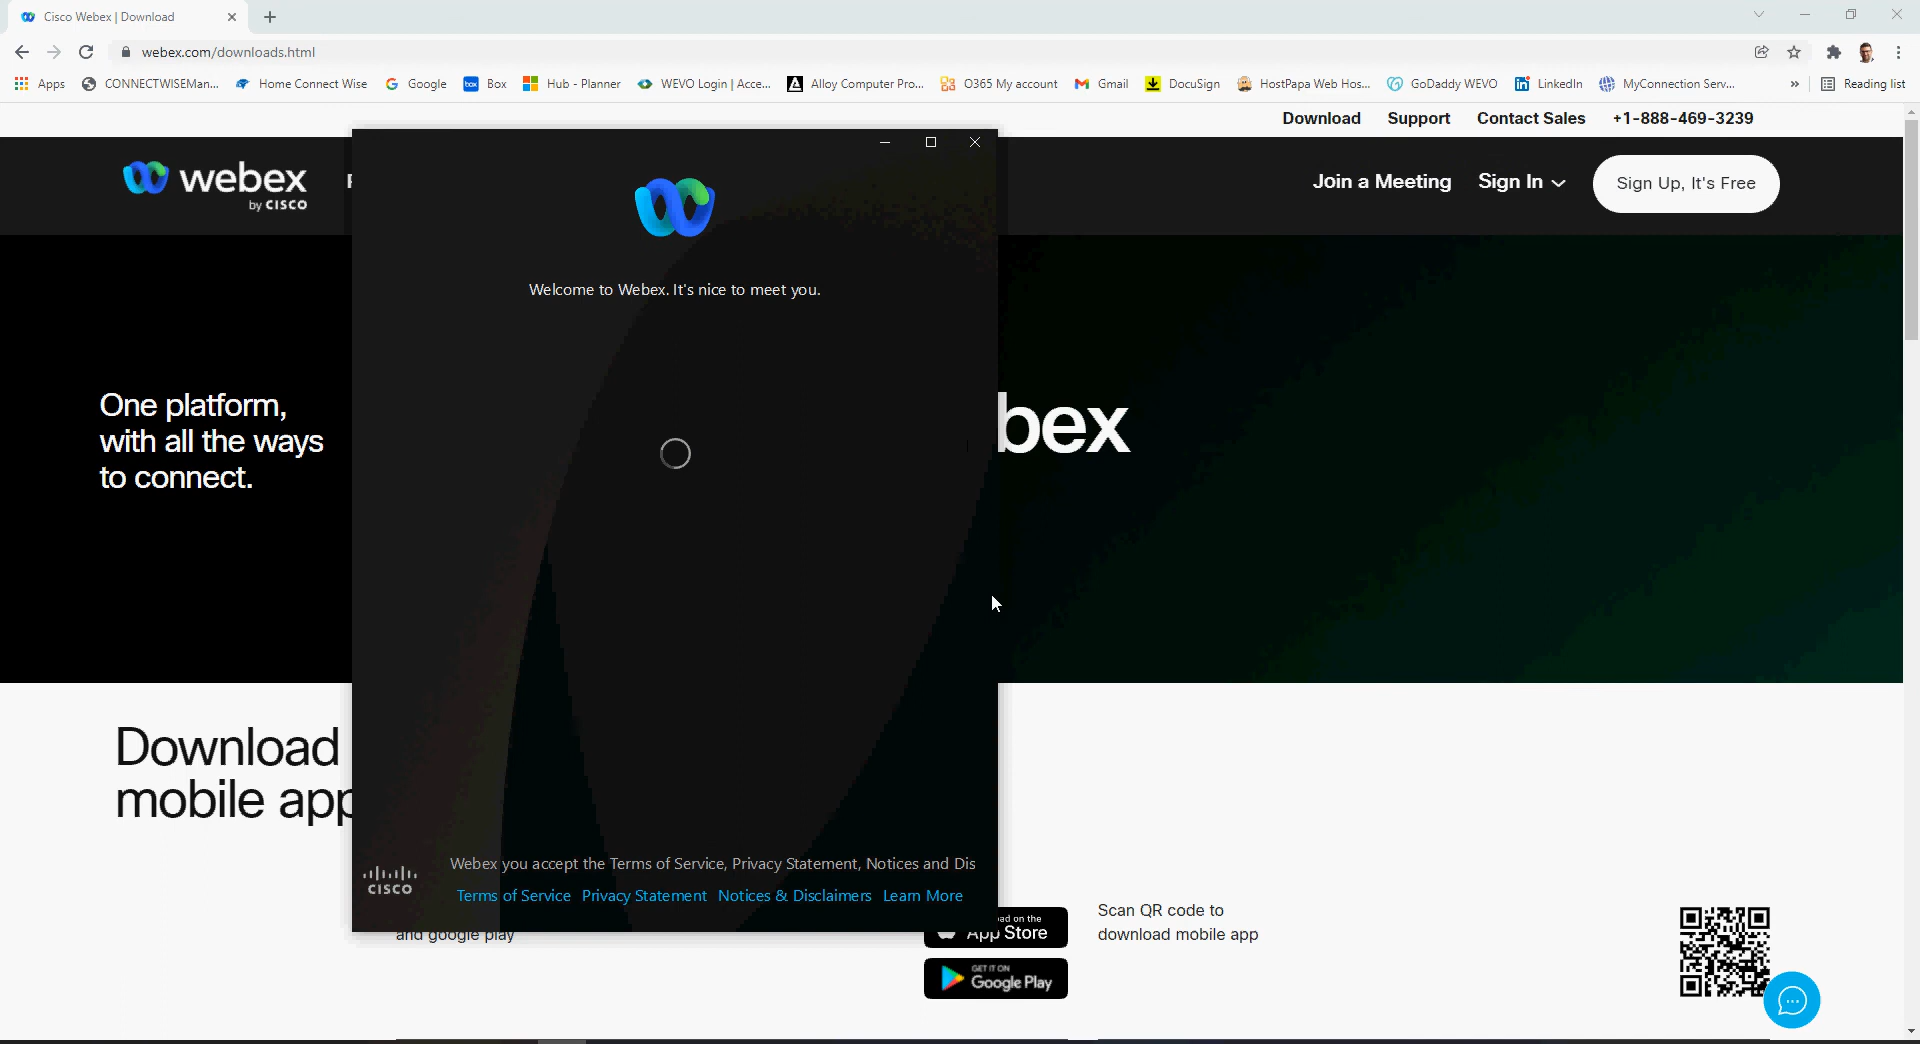 Cisco Webex | Download
webex.com/downloads.html
Apps
CONNECTWISEMan...
Home Connect Wise
Google
box
Box
Hub - Planner
WEVO Login | Acce...
Alloy Computer Pro...
O365 My account
Gmail
DocuSign
HostPapa Web Hos...
GoDaddy WEVO
in
LinkedIn
MyConnection Serv...
»
Reading list
Download
Support
Contact Sales
+1-888-469-3239
webex
by CISCO
Join a Meeting
Sign In
Sign Up, It's Free
Welcome to Webex. It's nice to meet you.
One platform,
with all the ways
to connect.
bex
Download
mobile app
Webex you accept the Terms of Service, Privacy Statement, Notices and Dis
CISCO
Terms of Service
Privacy Statement
Notices & Disclaimers
Learn More
and google play
ad on the
App Store
GET IT ON
Google Play
Scan QR code to
download mobile app